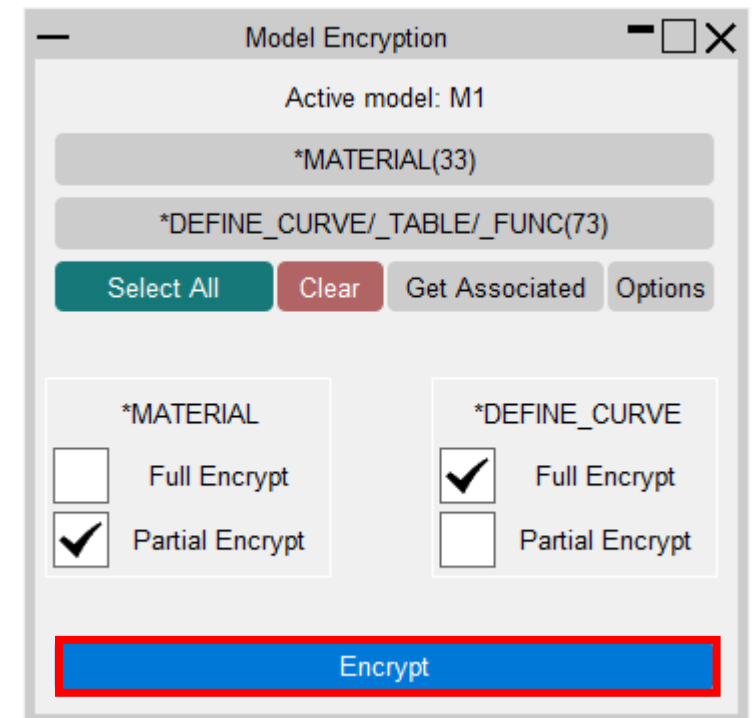 Model Encryption
Active model: M1
*MATERIAL(33)
*DEFINE_CURVE/_TABLE/_FUNC(73)
Select All Clear Get Associated Options
*MATERIAL *DEFINE_CURVE
Full Encrypt Full Encrypt
Partial Encrypt Partial Encrypt
Encrypt